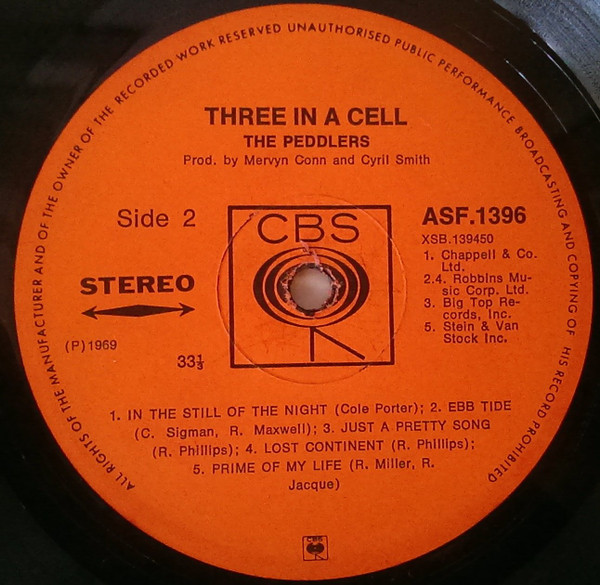 ALL RIGHTS OF THE MANUFACTURER AND OF THE OWNER OF THE RECORDED WORK RESERVED UNAUTHORISED PUBLIC PERFORMANCE BROADCASTING AND COPYING OF HIS RECORD PROHIBITED
THREE IN A CELL
THE PEDDLERS
Prod. by Mervyn Conn and Cyril Smith
Side 2
STEREO
(P)1969
33⅓
CBS
ASF.1396
XSB.139450
1. Chappell & Co.
Ltd.
2.4. Robbins Mu-
sic Corp. Ltd.
3. Big Top Re-
cords, Inc.
5. Stein & Van
Stock Inc.
1. IN THE STILL OF THE NIGHT (Cole Porter); 2. EBB TIDE
(C. Sigman, R. Maxwell); 3. JUST A PRETTY SONG
(R. Phillips); 4. LOST CONTINENT (R. Phillips);
5. PRIME OF MY LIFE (R. Miller, R.
Jacque)
CBS